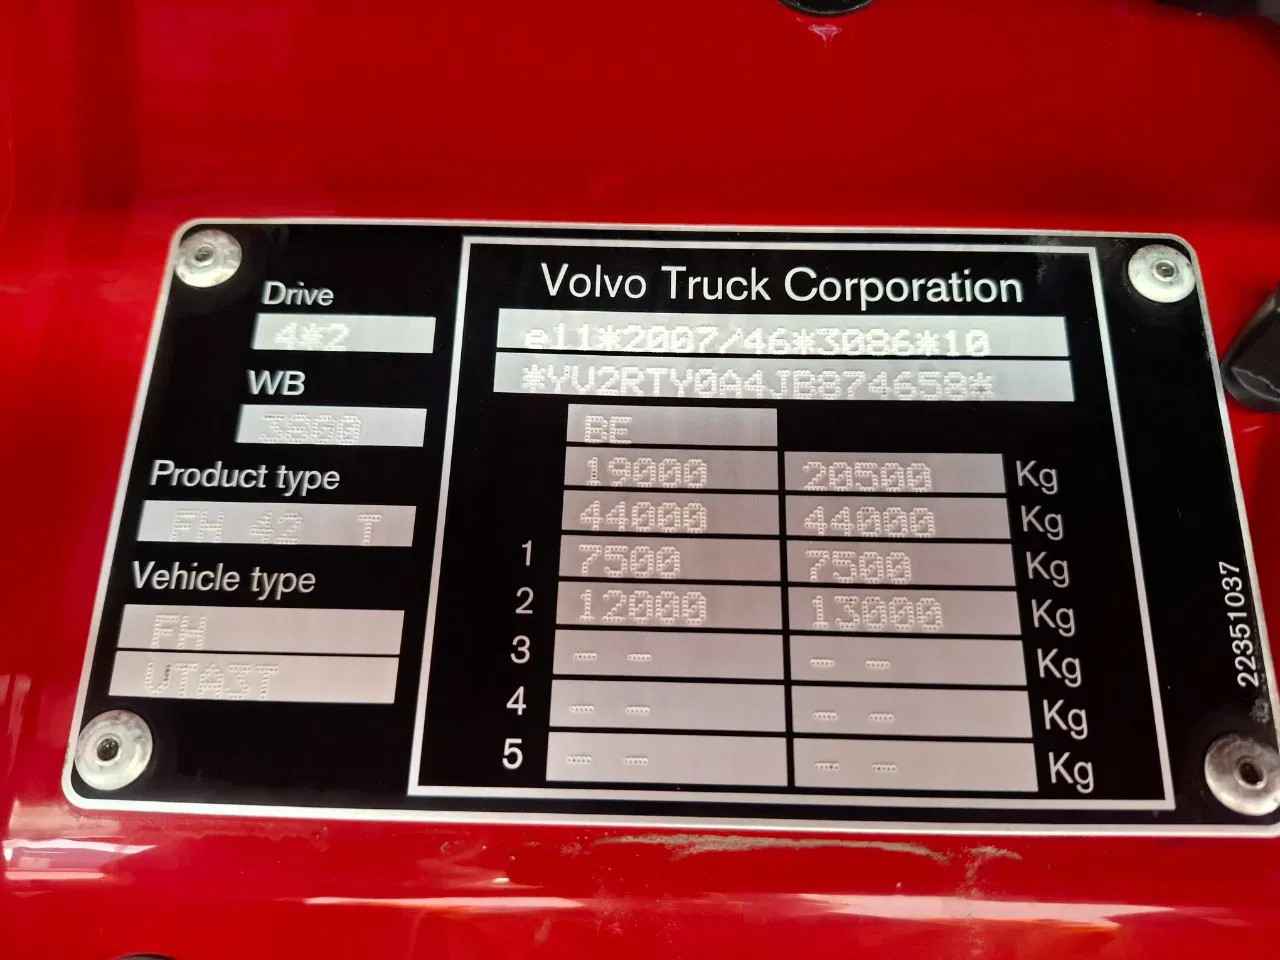 Drive
4*2
WB
3800
Product type
FH 42 T
Vehicle type
FH
VTA3T
Volvo Truck Corporation
e11*2007/46*3086*10
*YV2RTY0A4JB874658*
BE
19000 20500 Kg
44000 44000 Kg
1 7500 7500 Kg
2 12000 13000 Kg
3 -- -- -- -- Kg
4 -- -- -- -- Kg
5 -- -- -- -- Kg
22351037